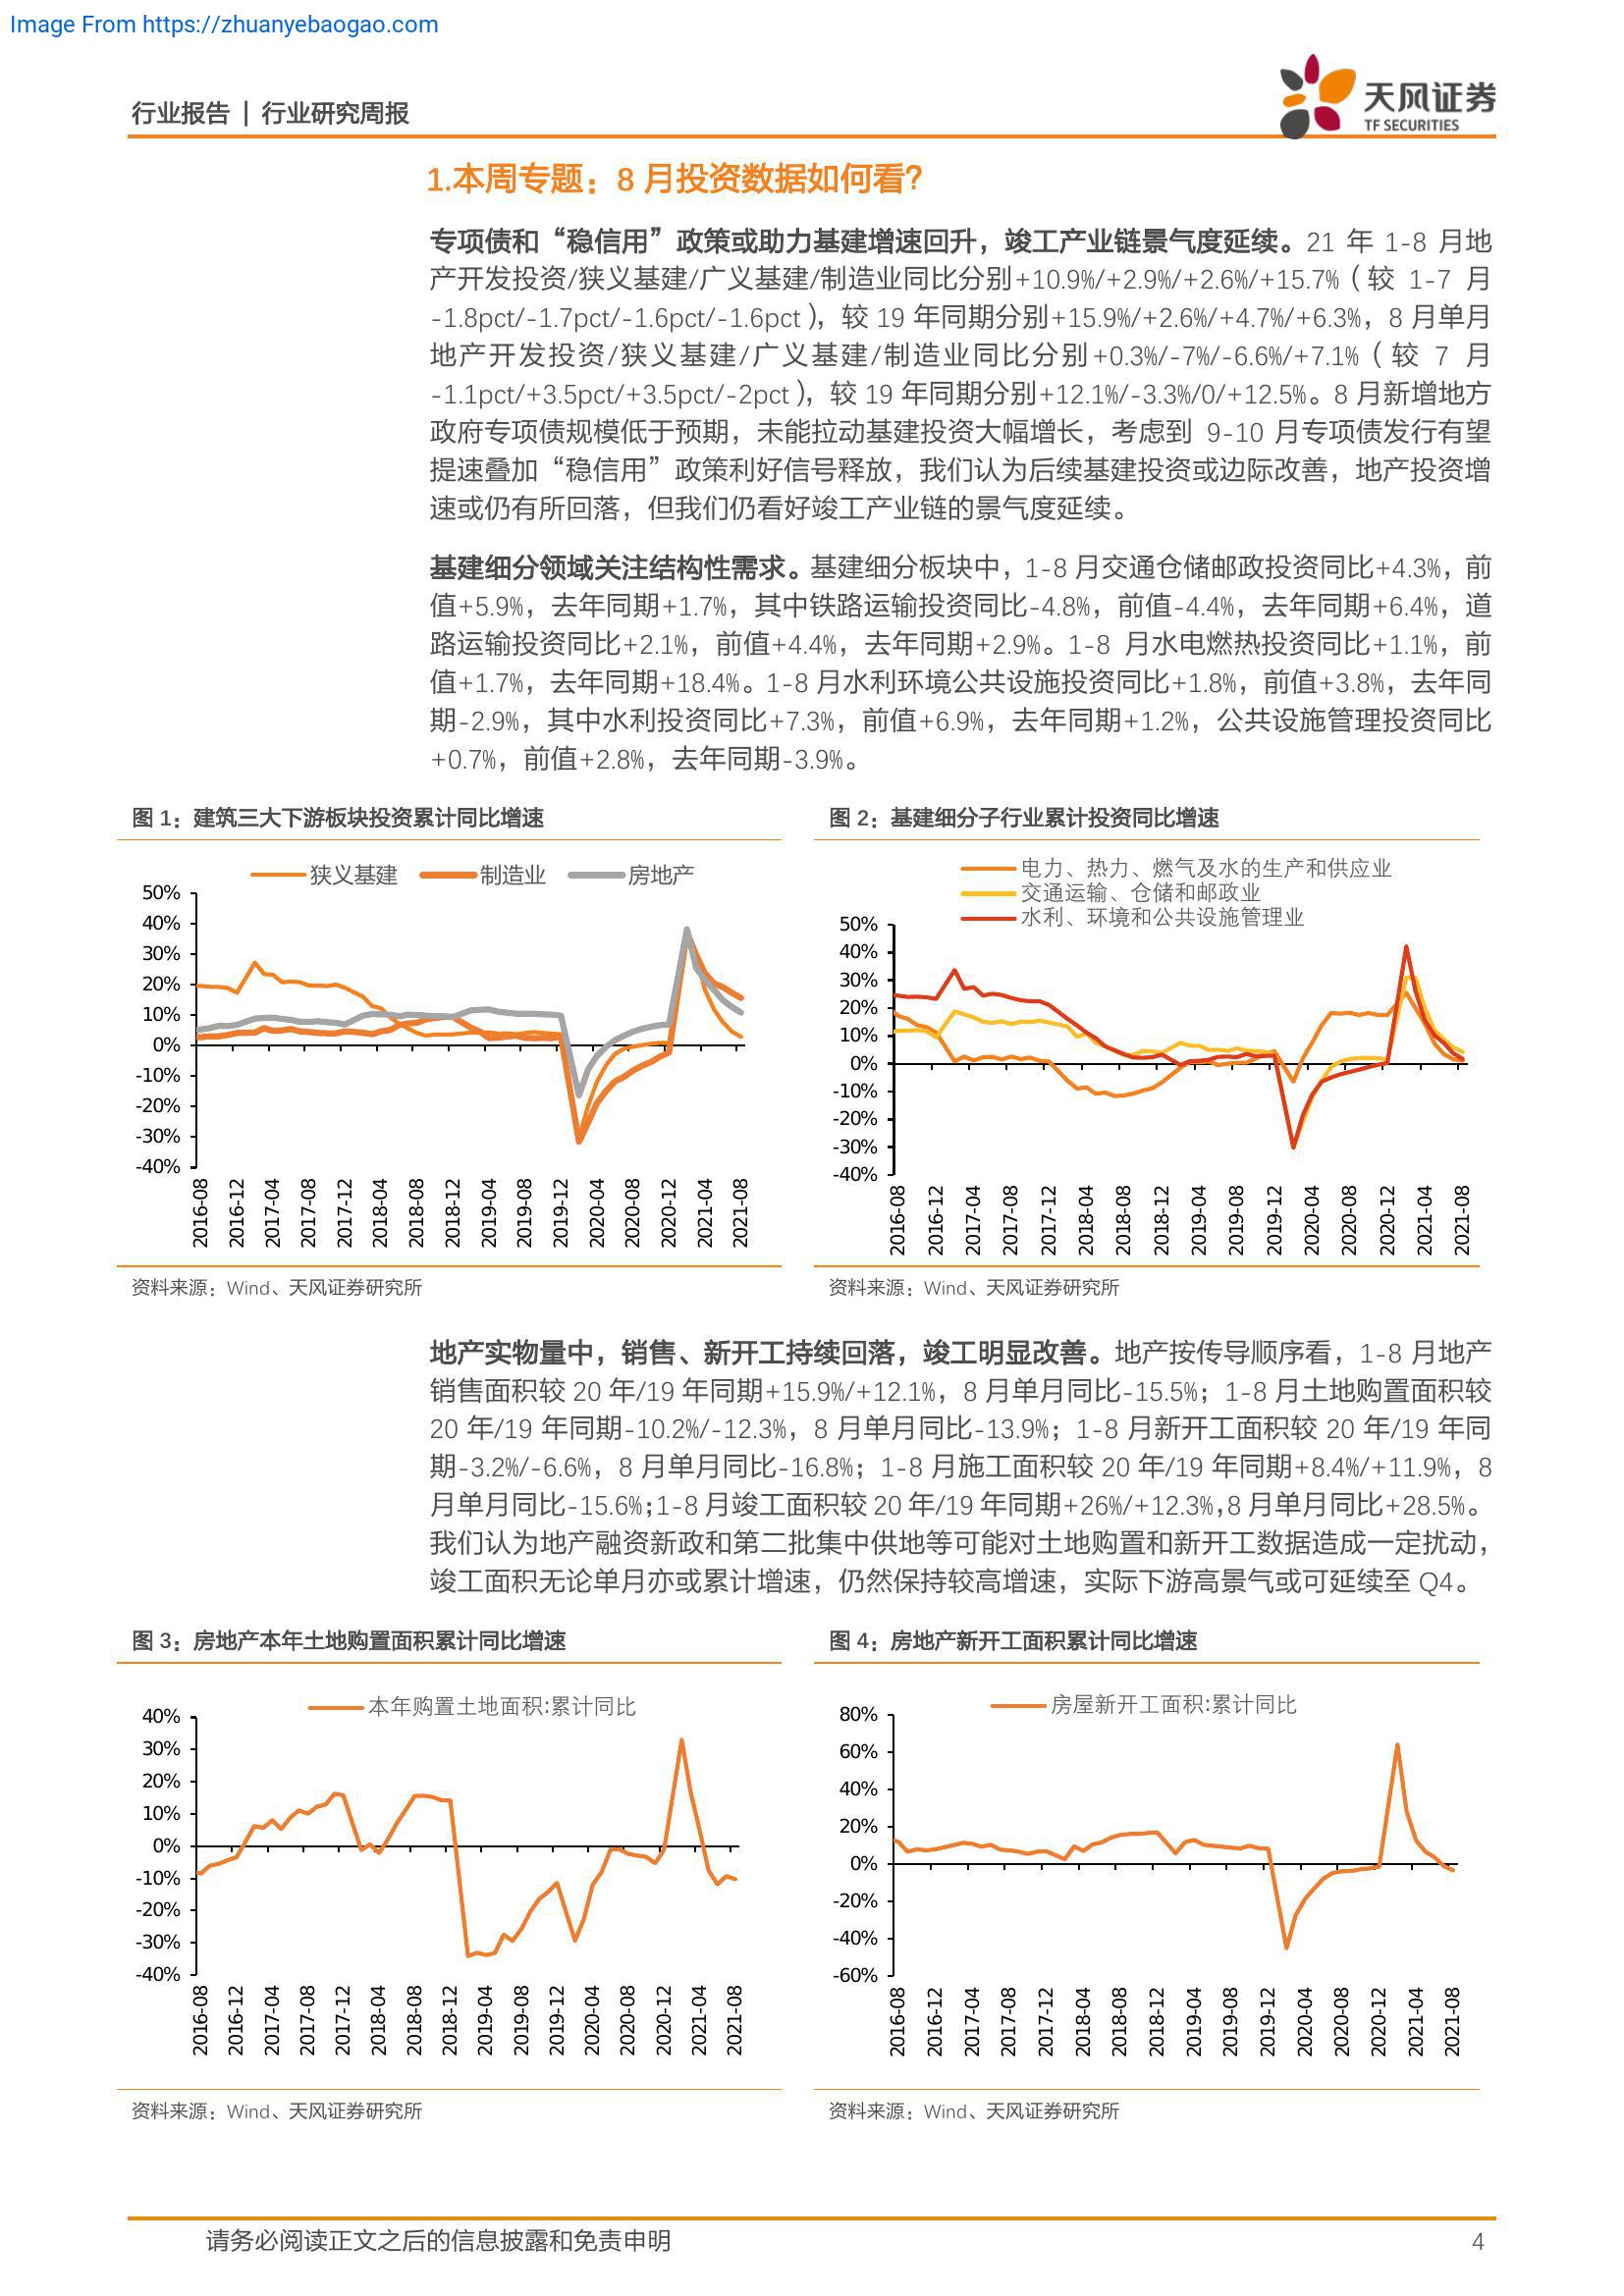 Image From https://zhuanyebaogao.com
行业报告 | 行业研究周报
天风证券
TF SECURITIES
1.本周专题：8 月投资数据如何看？
专项债和“稳信用”政策或助力基建增速回升，竣工产业链景气度延续。21 年 1-8 月地
产开发投资/狭义基建/广义基建/制造业同比分别+10.9%/+2.9%/+2.6%/+15.7%（较 1-7 月
-1.8pct/-1.7pct/-1.6pct/-1.6pct），较 19 年同期分别+15.9%/+2.6%/+4.7%/+6.3%，8 月单月
地产开发投资/狭义基建/广义基建/制造业同比分别+0.3%/-7%/-6.6%/+7.1%（较 7 月
-1.1pct/+3.5pct/+3.5pct/-2pct），较 19 年同期分别+12.1%/-3.3%/0/+12.5%。8 月新增地方
政府专项债规模低于预期，未能拉动基建投资大幅增长，考虑到 9-10 月专项债发行有望
提速叠加“稳信用”政策利好信号释放，我们认为后续基建投资或边际改善，地产投资增
速或仍有所回落，但我们仍看好竣工产业链的景气度延续。
基建细分领域关注结构性需求。基建细分板块中，1-8 月交通仓储邮政投资同比+4.3%，前
值+5.9%，去年同期+1.7%，其中铁路运输投资同比-4.8%，前值-4.4%，去年同期+6.4%，道
路运输投资同比+2.1%，前值+4.4%，去年同期+2.9%。1-8 月水电燃热投资同比+1.1%，前
值+1.7%，去年同期+18.4%。1-8 月水利环境公共设施投资同比+1.8%，前值+3.8%，去年同
期-2.9%，其中水利投资同比+7.3%，前值+6.9%，去年同期+1.2%，公共设施管理投资同比
+0.7%，前值+2.8%，去年同期-3.9%。
图 1：建筑三大下游板块投资累计同比增速
狭义基建 制造业 房地产
50%
40%
30%
20%
10%
0%
-10%
-20%
-30%
-40%
2016-08 2016-12 2017-04 2017-08 2017-12 2018-04 2018-08 2018-12 2019-04 2019-08 2019-12 2020-04 2020-08 2020-12 2021-04 2021-08
资料来源：Wind、天风证券研究所
图 2：基建细分子行业累计投资同比增速
电力、热力、燃气及水的生产和供应业
交通运输、仓储和邮政业
水利、环境和公共设施管理业
50%
40%
30%
20%
10%
0%
-10%
-20%
-30%
-40%
2016-08 2016-12 2017-04 2017-08 2017-12 2018-04 2018-08 2018-12 2019-04 2019-08 2019-12 2020-04 2020-08 2020-12 2021-04 2021-08
资料来源：Wind、天风证券研究所
地产实物量中，销售、新开工持续回落，竣工明显改善。地产按传导顺序看，1-8 月地产
销售面积较 20 年/19 年同期+15.9%/+12.1%，8 月单月同比-15.5%；1-8 月土地购置面积较
20 年/19 年同期-10.2%/-12.3%，8 月单月同比-13.9%；1-8 月新开工面积较 20 年/19 年同
期-3.2%/-6.6%，8 月单月同比-16.8%；1-8 月施工面积较 20 年/19 年同期+8.4%/+11.9%，8
月单月同比-15.6%；1-8 月竣工面积较 20 年/19 年同期+26%/+12.3%，8 月单月同比+28.5%。
我们认为地产融资新政和第二批集中供地等可能对土地购置和新开工数据造成一定扰动，
竣工面积无论单月亦或累计增速，仍然保持较高增速，实际下游高景气或可延续至 Q4。
图 3：房地产本年土地购置面积累计同比增速
本年购置土地面积:累计同比
40%
30%
20%
10%
0%
-10%
-20%
-30%
-40%
2016-08 2016-12 2017-04 2017-08 2017-12 2018-04 2018-08 2018-12 2019-04 2019-08 2019-12 2020-04 2020-08 2020-12 2021-04 2021-08
资料来源：Wind、天风证券研究所
图 4：房地产新开工面积累计同比增速
房屋新开工面积:累计同比
80%
60%
40%
20%
0%
-20%
-40%
-60%
2016-08 2016-12 2017-04 2017-08 2017-12 2018-04 2018-08 2018-12 2019-04 2019-08 2019-12 2020-04 2020-08 2020-12 2021-04 2021-08
资料来源：Wind、天风证券研究所
请务必阅读正文之后的信息披露和免责申明
4